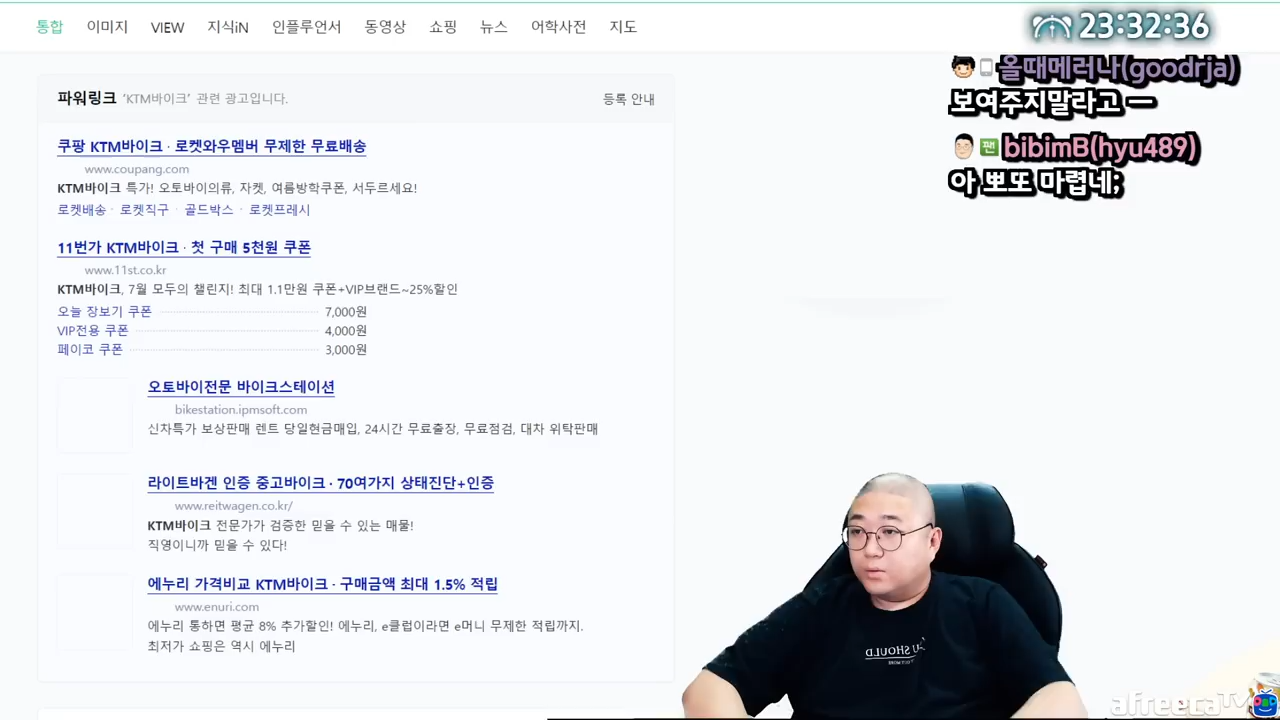 통합 이미지 VIEW 지식iN 인플루언서 동영상 쇼핑 뉴스 어학사전 지도
23:32:36
올때메러나(goodrja)
보여주지말라고 ㅡ
팬 bibimB(hyu489)
아 뽀또 마렵네;
파워링크 'KTM바이크' 관련 광고입니다. 등록 안내
쿠팡 KTM바이크 · 로켓와우멤버 무제한 무료배송
www.coupang.com
KTM바이크 특가! 오토바이의류, 자켓, 여름방학쿠폰, 서두르세요!
로켓배송 · 로켓직구 · 골드박스 · 로켓프레시
11번가 KTM바이크 · 첫 구매 5천원 쿠폰
www.11st.co.kr
KTM바이크, 7월 모두의 챌린지! 최대 1.1만원 쿠폰+VIP브랜드~25%할인
오늘 장보기 쿠폰 7,000원
VIP전용 쿠폰 4,000원
페이코 쿠폰 3,000원
오토바이전문 바이크스테이션
bikestation.ipmsoft.com
신차특가 보상판매 렌트 당일현금매입, 24시간 무료출장, 무료점검, 대차 위탁판매
라이트바겐 인증 중고바이크 · 70여가지 상태진단+인증
www.reitwagen.co.kr/
KTM바이크 전문가가 검증한 믿을 수 있는 매물!
직영이니까 믿을 수 있다!
에누리 가격비교 KTM바이크 · 구매금액 최대 1.5% 적립
www.enuri.com
에누리 통하면 평균 8% 추가할인! 에누리, e클럽이라면 e머니 무제한 적립까지.
최저가 쇼핑은 역시 에누리
SHOULD
afreecaTV